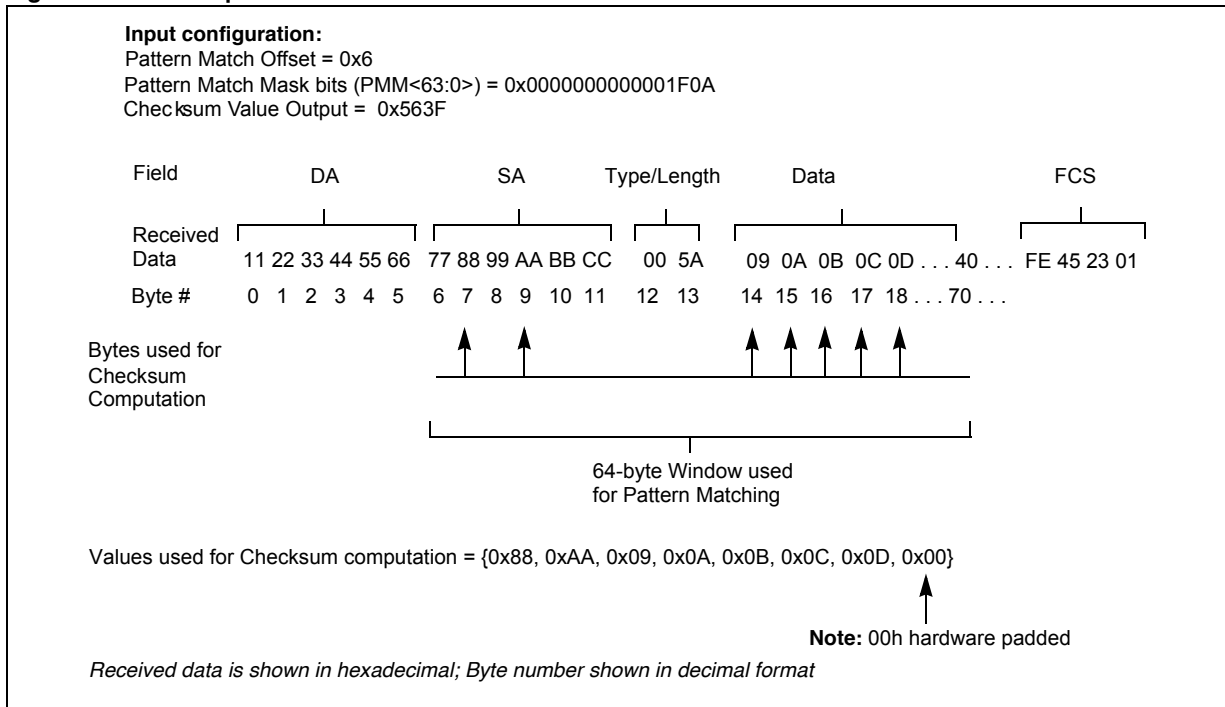 Input configuration:
Pattern Match Offset = 0x6
Pattern Match Mask bits (PMM<63:0>) = 0x0000000000001F0A
Checksum Value Output = 0x563F
Field DA SA Type/Length Data FCS
Received
Data 11 22 33 44 55 66 77 88 99 AA BB CC 00 5A 09 0A 0B 0C 0D . . . 40 . . . FE 45 23 01
Byte # 0 1 2 3 4 5 6 7 8 9 10 11 12 13 14 15 16 17 18 . . . 70 . . .
Bytes used for
Checksum
Computation
64-byte Window used
for Pattern Matching
Values used for Checksum computation = {0x88, 0xAA, 0x09, 0x0A, 0x0B, 0x0C, 0x0D, 0x00}
Note: 00h hardware padded
Received data is shown in hexadecimal; Byte number shown in decimal format